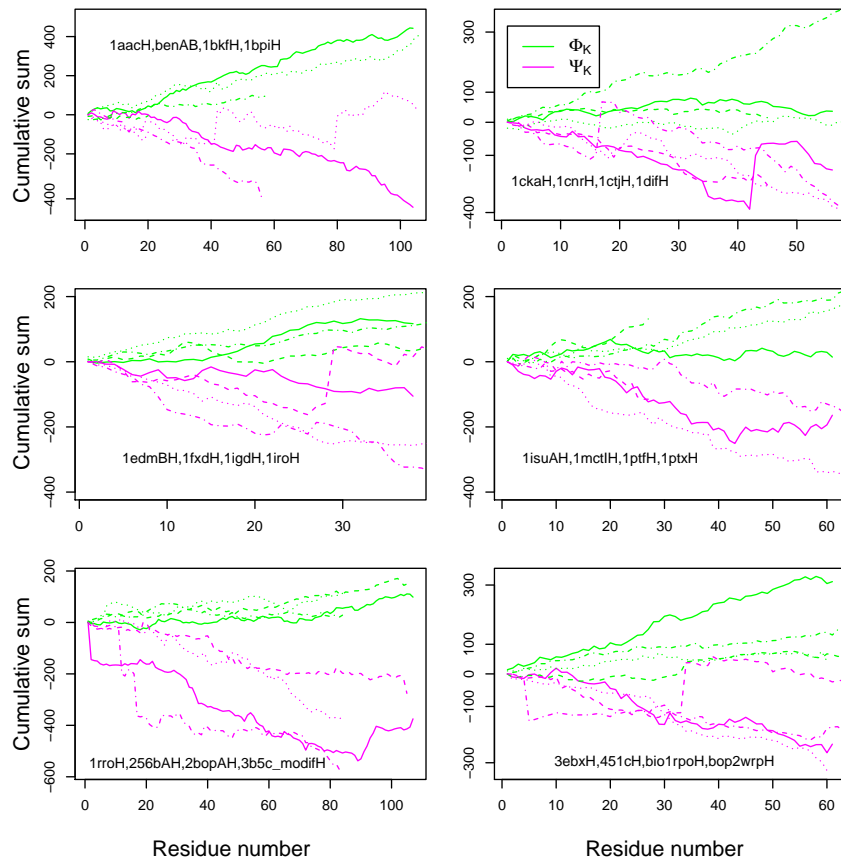 1aacH,benAB,1bkfH,1bpiH
Cumulative sum
400
200
0
−200
−400
0 20 40 60 80 100
ΦK
ΨK
1ckaH,1cnrH,1ctjH,1difH
300
100
0
−100
−400
0 10 20 30 40 50
1edmBH,1fxdH,1igdH,1iroH
Cumulative sum
200
0
−200
−400
0 10 20 30
1isuAH,1mctIH,1ptfH,1ptxH
200
0
−200
−400
0 10 20 30 40 50 60
1rroH,256bAH,2bopAH,3b5c_modifH
Cumulative sum
200
0
−200
−400
−600
0 20 40 60 80 100
Residue number
3ebxH,451cH,bio1rpoH,bop2wrpH
300
100
0
−100
−300
0 10 20 30 40 50 60
Residue number